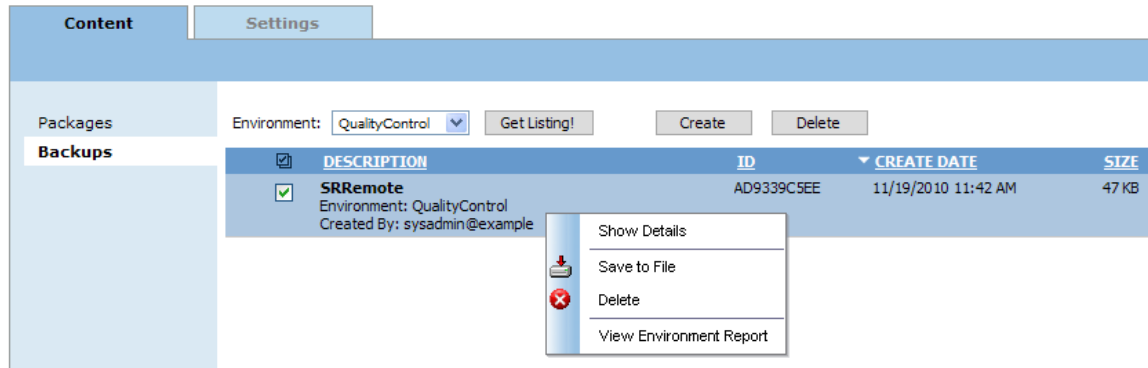 Content Settings
Packages
Backups
Environment: QualityControl Get Listing! Create Delete
DESCRIPTION ID CREATE DATE SIZE
SRRemote AD9339C5EE 11/19/2010 11:42 AM 47 KB
Environment: QualityControl
Created By: sysadmin@example
Show Details
Save to File
Delete
View Environment Report